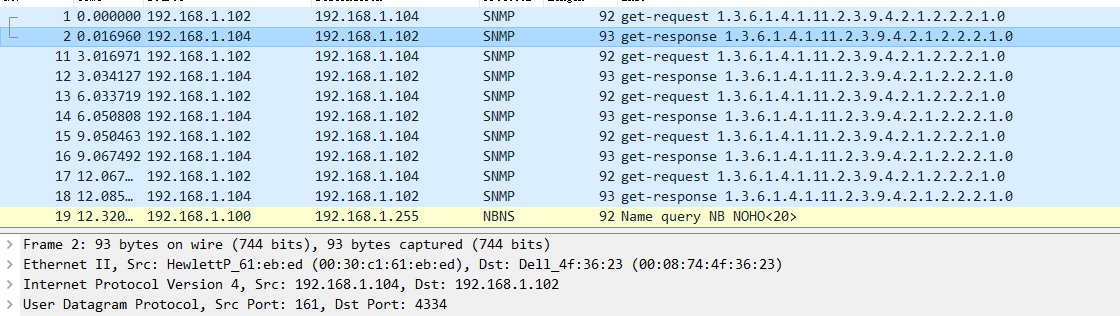 1 0.000000 192.168.1.102 192.168.1.104 SNMP 92 get-request 1.3.6.1.4.1.11.2.3.9.4.2.1.2.2.2.1.0
2 0.016960 192.168.1.104 192.168.1.102 SNMP 93 get-response 1.3.6.1.4.1.11.2.3.9.4.2.1.2.2.2.1.0
11 3.016971 192.168.1.102 192.168.1.104 SNMP 92 get-request 1.3.6.1.4.1.11.2.3.9.4.2.1.2.2.2.1.0
12 3.034127 192.168.1.104 192.168.1.102 SNMP 93 get-response 1.3.6.1.4.1.11.2.3.9.4.2.1.2.2.2.1.0
13 6.033719 192.168.1.102 192.168.1.104 SNMP 92 get-request 1.3.6.1.4.1.11.2.3.9.4.2.1.2.2.2.1.0
14 6.050808 192.168.1.104 192.168.1.102 SNMP 93 get-response 1.3.6.1.4.1.11.2.3.9.4.2.1.2.2.2.1.0
15 9.050463 192.168.1.102 192.168.1.104 SNMP 92 get-request 1.3.6.1.4.1.11.2.3.9.4.2.1.2.2.2.1.0
16 9.067492 192.168.1.104 192.168.1.102 SNMP 93 get-response 1.3.6.1.4.1.11.2.3.9.4.2.1.2.2.2.1.0
17 12.067… 192.168.1.102 192.168.1.104 SNMP 92 get-request 1.3.6.1.4.1.11.2.3.9.4.2.1.2.2.2.1.0
18 12.085… 192.168.1.104 192.168.1.102 SNMP 93 get-response 1.3.6.1.4.1.11.2.3.9.4.2.1.2.2.2.1.0
19 12.320… 192.168.1.100 192.168.1.255 NBNS 92 Name query NB NOHO<20>
Frame 2: 93 bytes on wire (744 bits), 93 bytes captured (744 bits)
Ethernet II, Src: HewlettP_61:eb:ed (00:30:c1:61:eb:ed), Dst: Dell_4f:36:23 (00:08:74:4f:36:23)
Internet Protocol Version 4, Src: 192.168.1.104, Dst: 192.168.1.102
User Datagram Protocol, Src Port: 161, Dst Port: 4334